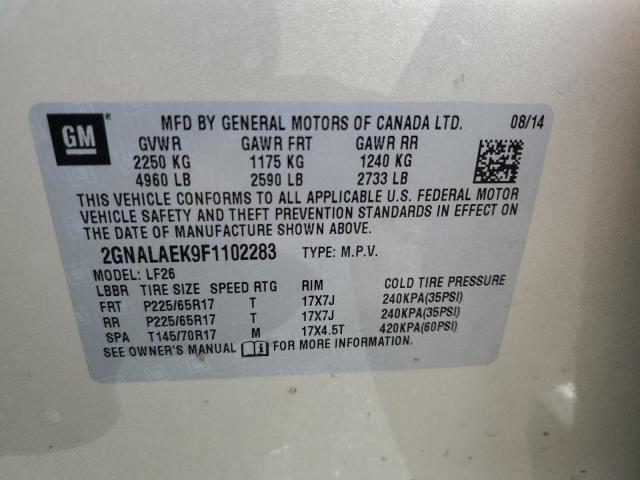 GM ® MFD BY GENERAL MOTORS OF CANADA LTD. 08/14
GVWR GAWR FRT GAWR RR
2250 KG 1175 KG 1240 KG
4960 LB 2590 LB 2733 LB
THIS VEHICLE CONFORMS TO ALL APPLICABLE U.S. FEDERAL MOTOR
VEHICLE SAFETY AND THEFT PREVENTION STANDARDS IN EFFECT ON
THE DATE OF MANUFACTURE SHOWN ABOVE.
2GNALAEK9F1102283 TYPE: M.P.V.
MODEL: LF26
LBBR TIRE SIZE SPEED RTG RIM COLD TIRE PRESSURE
FRT P225/65R17 T 17X7J 240KPA(35PSI)
RR P225/65R17 T 17X7J 240KPA(35PSI)
SPA T145/70R17 M 17X4.5T 420KPA(60PSI)
SEE OWNER'S MANUAL FOR MORE INFORMATION.